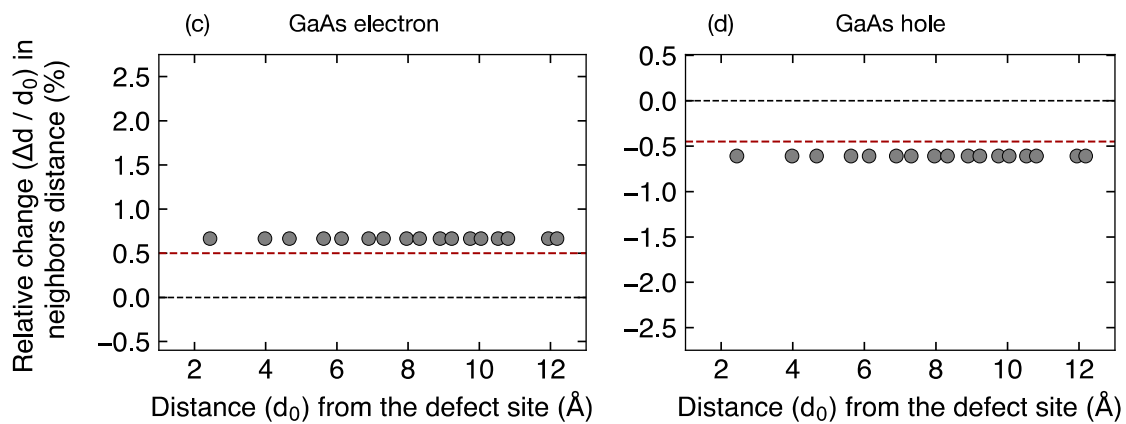 (c) GaAs electron
(d) GaAs hole
Relative change (Δd / d₀) in
neighbors distance (%)
2.5
2.0
1.5
1.0
0.5
0.0
−0.5
2 4 6 8 10 12
Distance (d₀) from the defect site (Å)
0.5
0.0
−0.5
−1.0
−1.5
−2.0
−2.5
2 4 6 8 10 12
Distance (d₀) from the defect site (Å)